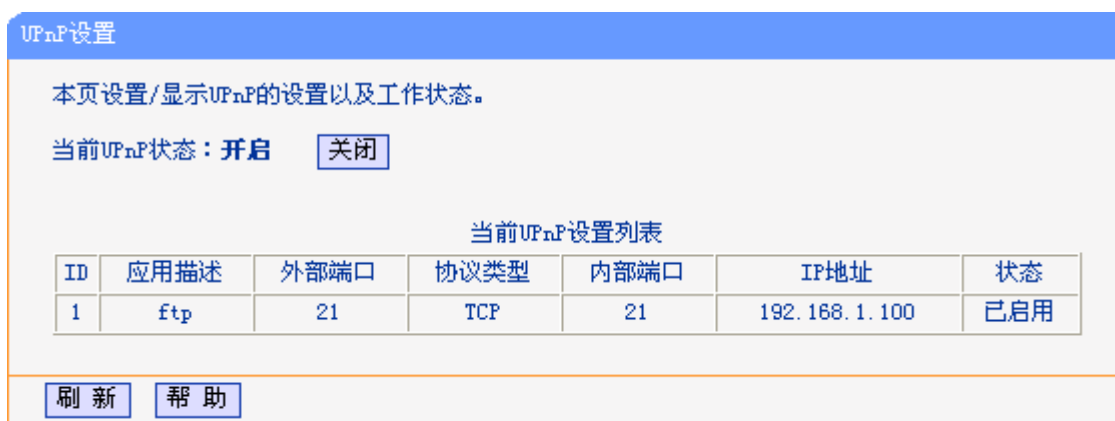 UPnP设置
本页设置/显示UPnP的设置以及工作状态。
当前UPnP状态：开启 关闭
当前UPnP设置列表
ID 应用描述 外部端口 协议类型 内部端口 IP地址 状态
1 ftp 21 TCP 21 192.168.1.100 已启用
刷 新 帮 助